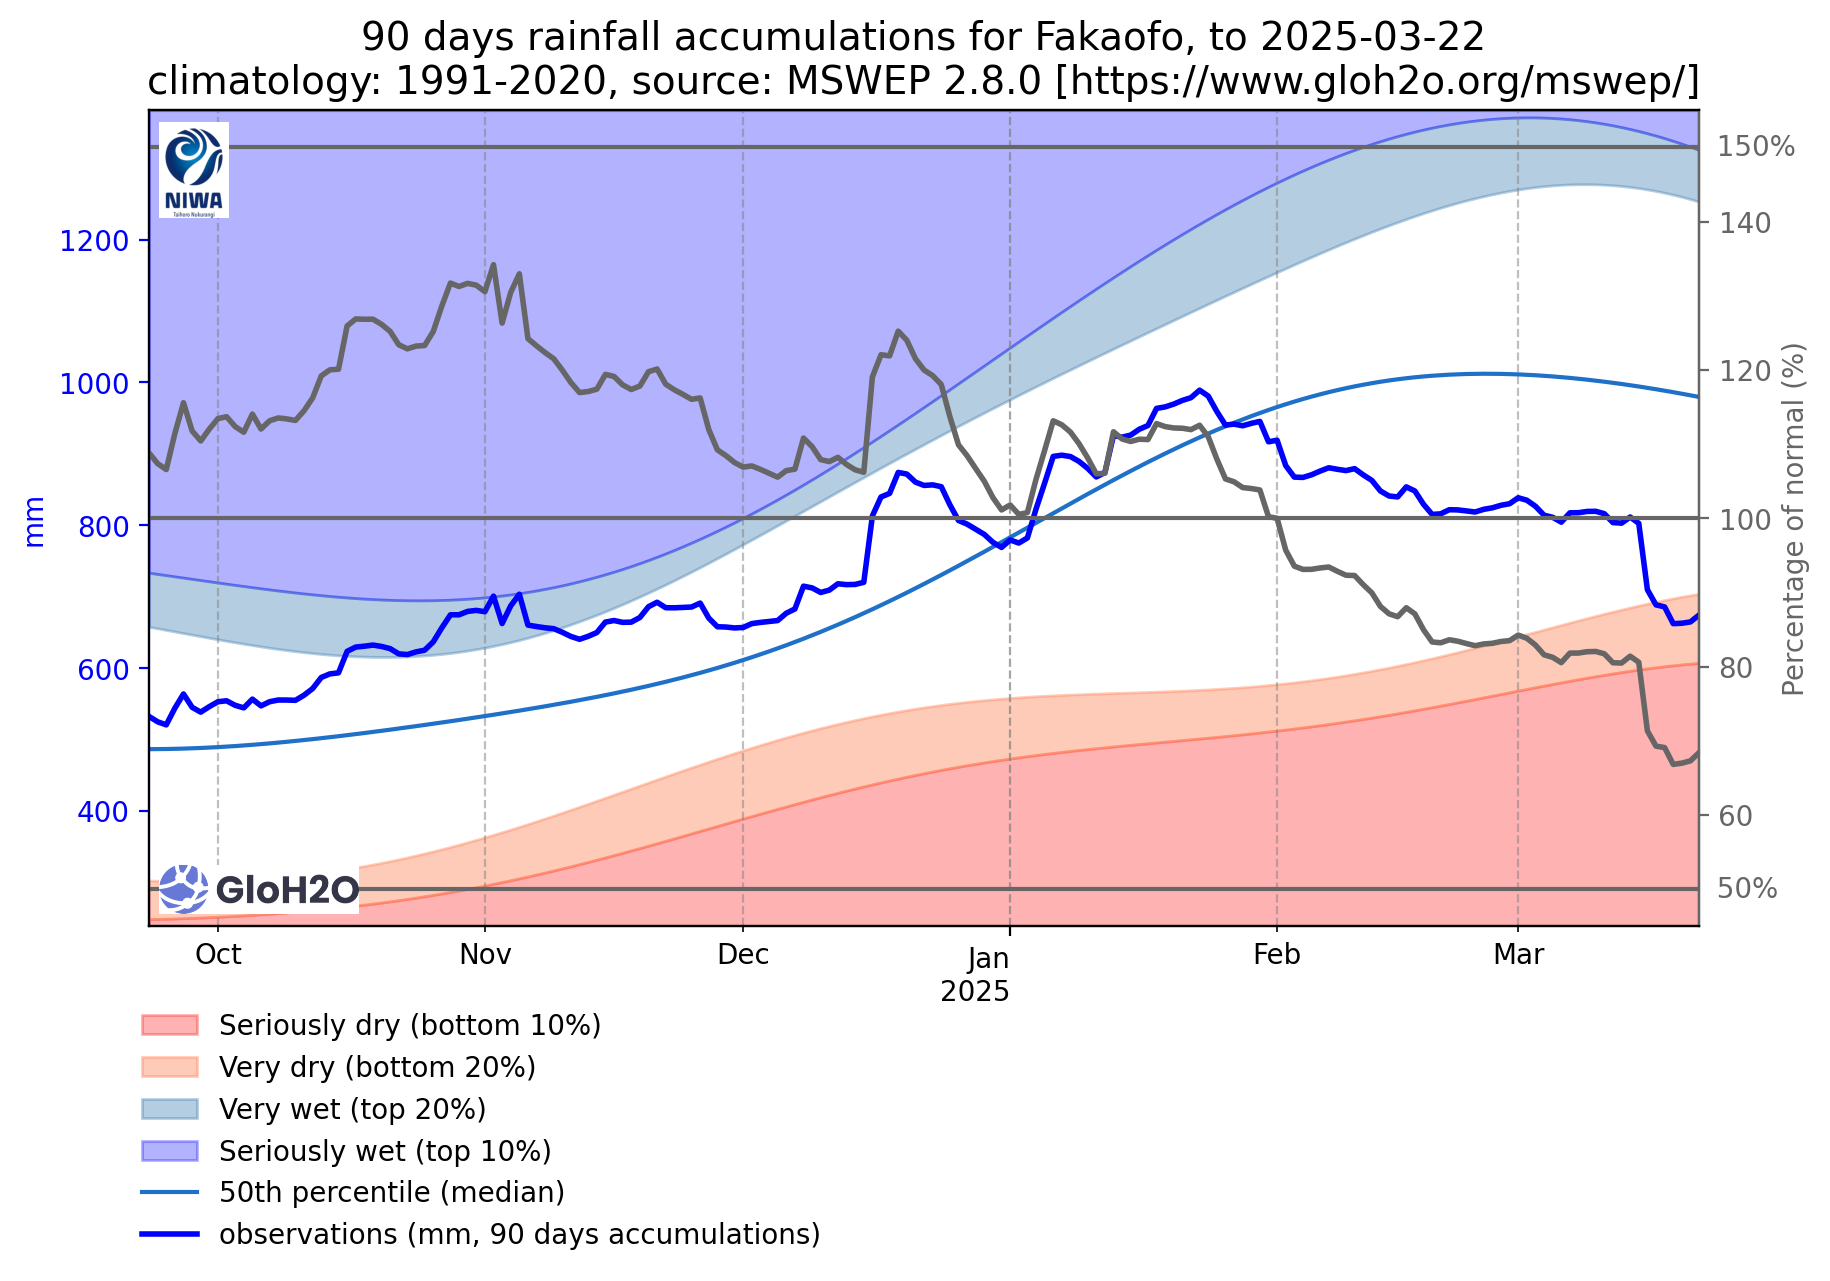 90 days rainfall accumulations for Fakaofo, to 2025-03-22
climatology: 1991-2020, source: MSWEP 2.8.0 [https://www.gloh2o.org/mswep/]
NIWA
Taihoro Nukurangi
150%
140
120
100
80
60
50%
Percentage of normal (%)
1200
1000
800
600
400
mm
GloH2O
Oct
Nov
Dec
Jan
2025
Feb
Mar
Seriously dry (bottom 10%)
Very dry (bottom 20%)
Very wet (top 20%)
Seriously wet (top 10%)
50th percentile (median)
observations (mm, 90 days accumulations)